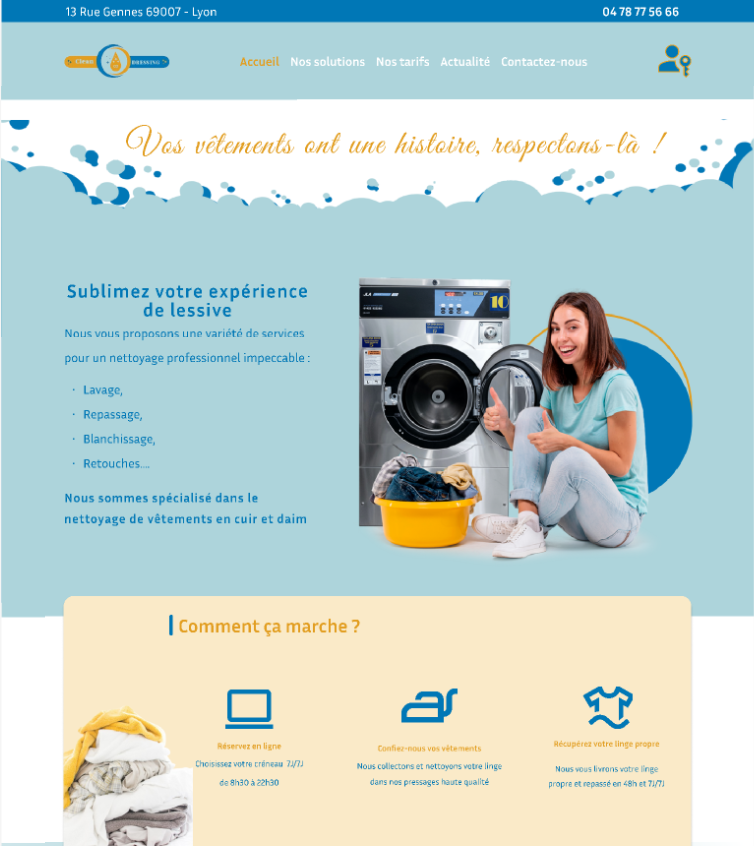 13 Rue Gennes 69007 - Lyon
04 78 77 56 66
Clean
DRESSING
Accueil
Nos solutions
Nos tarifs
Actualité
Contactez-nous
Vos vêtements ont une histoire, respectons-là !
Sublimez votre expérience
de lessive
Nous vous proposons une variété de services
pour un nettoyage professionnel impeccable :
· Lavage,
· Repassage,
· Blanchissage,
· Retouches....
Nous sommes spécialisé dans le
nettoyage de vêtements en cuir et daim
10
Comment ça marche ?
Réservez en ligne
Choisissez votre créneau 7J/7J
de 8h30 à 22h30
Confiez-nous vos vêtements
Nous collectons et nettoyons votre linge
dans nos pressages haute qualité
Récupérez votre linge propre
Nous vous livrons votre linge
propre et repassé en 48h et 7J/7J